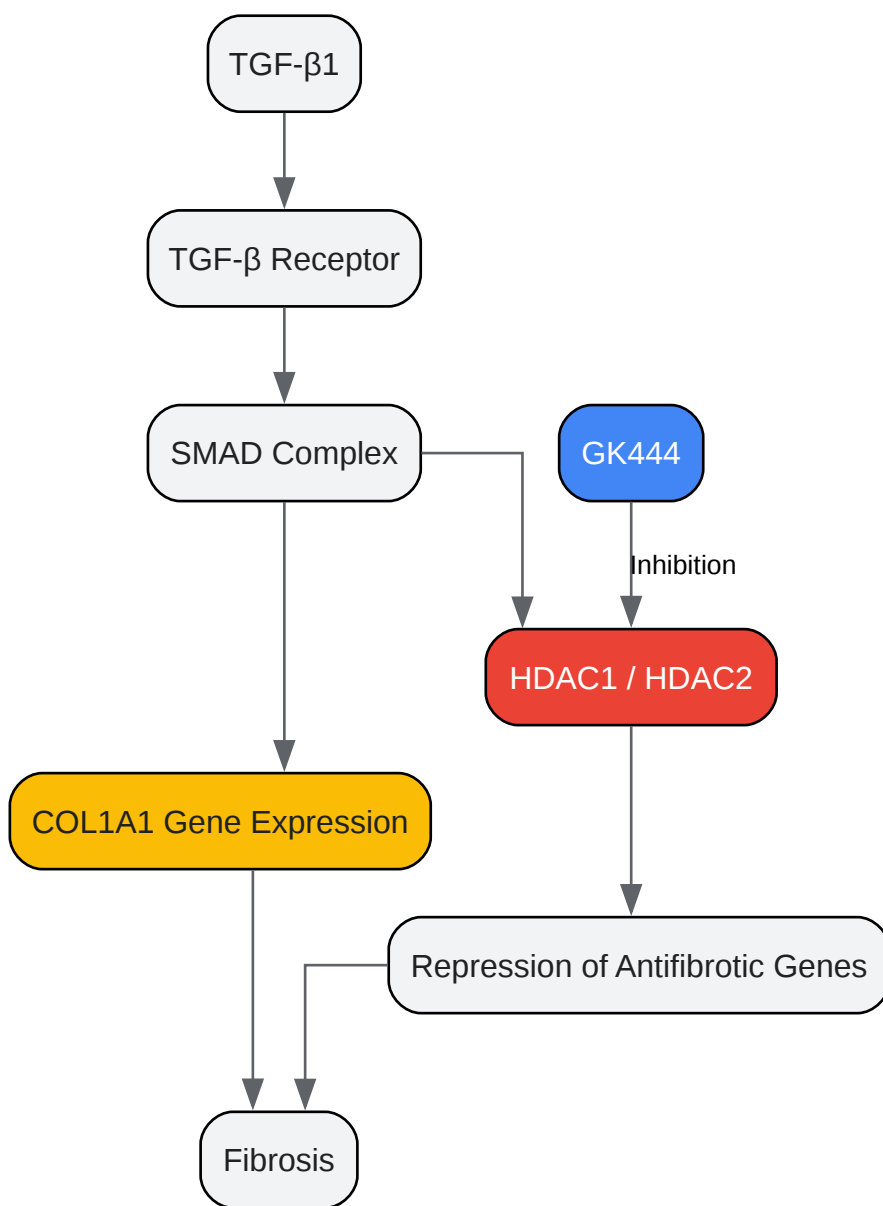 TGF-β1
TGF-β Receptor
SMAD Complex
GK444
Inhibition
HDAC1 / HDAC2
COL1A1 Gene Expression
Repression of Antifibrotic Genes
Fibrosis